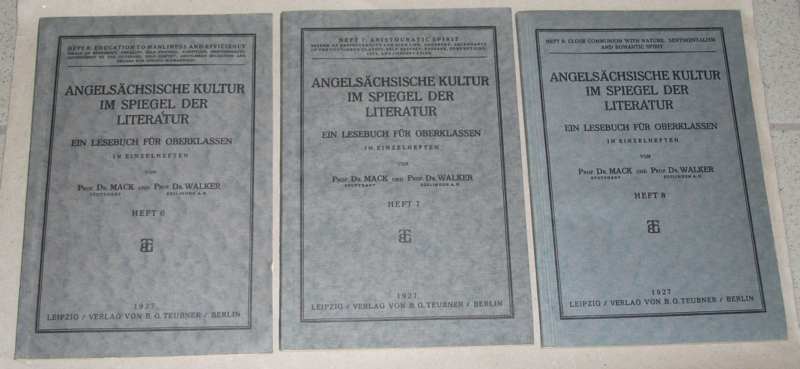 HEFT 6: EDUCATION TO MANLINESS AND EFFICIENCY
ANGELSÄCHSISCHE KULTUR
IM SPIEGEL DER
LITERATUR
EIN LESEBUCH FÜR OBERKLASSEN
IN EINZELHEFTEN
VON
PROF. DR. MACK UND PROF. DR. WALKER
STUTTGART ESSLINGEN A. N.
HEFT 6
1927
LEIPZIG / VERLAG VON B. G. TEUBNER / BERLIN
HEFT 7: ARISTOCRATIC SPIRIT
ANGELSÄCHSISCHE KULTUR
IM SPIEGEL DER
LITERATUR
EIN LESEBUCH FÜR OBERKLASSEN
IN EINZELHEFTEN
VON
PROF. DR. MACK UND PROF. DR. WALKER
STUTTGART ESSLINGEN A. N.
HEFT 7
1927
LEIPZIG / VERLAG VON B. G. TEUBNER / BERLIN
HEFT 8: CLOSE COMMUNION WITH NATURE, SENTIMENTALISM
AND ROMANTIC SPIRIT
ANGELSÄCHSISCHE KULTUR
IM SPIEGEL DER
LITERATUR
EIN LESEBUCH FÜR OBERKLASSEN
IN EINZELHEFTEN
VON
PROF. DR. MACK UND PROF. DR. WALKER
STUTTGART ESSLINGEN A. N.
HEFT 8
1927
LEIPZIG / VERLAG VON B. G. TEUBNER / BERLIN